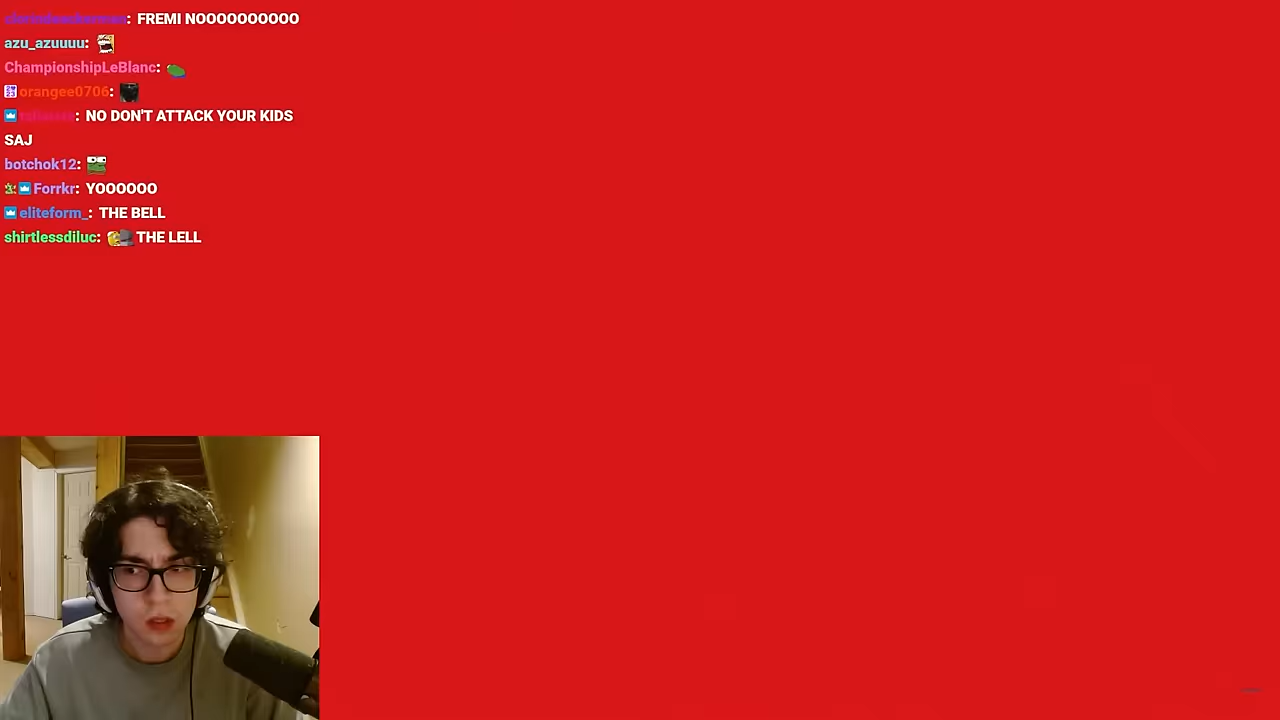 : FREMI NOOOOOOOOOO
azu_azuuuu:
ChampionshipLeBlanc:
orangee0706:
: NO DON'T ATTACK YOUR KIDS
SAJ
botchok12:
Forrkr: YOOOOOO
eliteform_: THE BELL
shirtlessdiluc: THE LELL